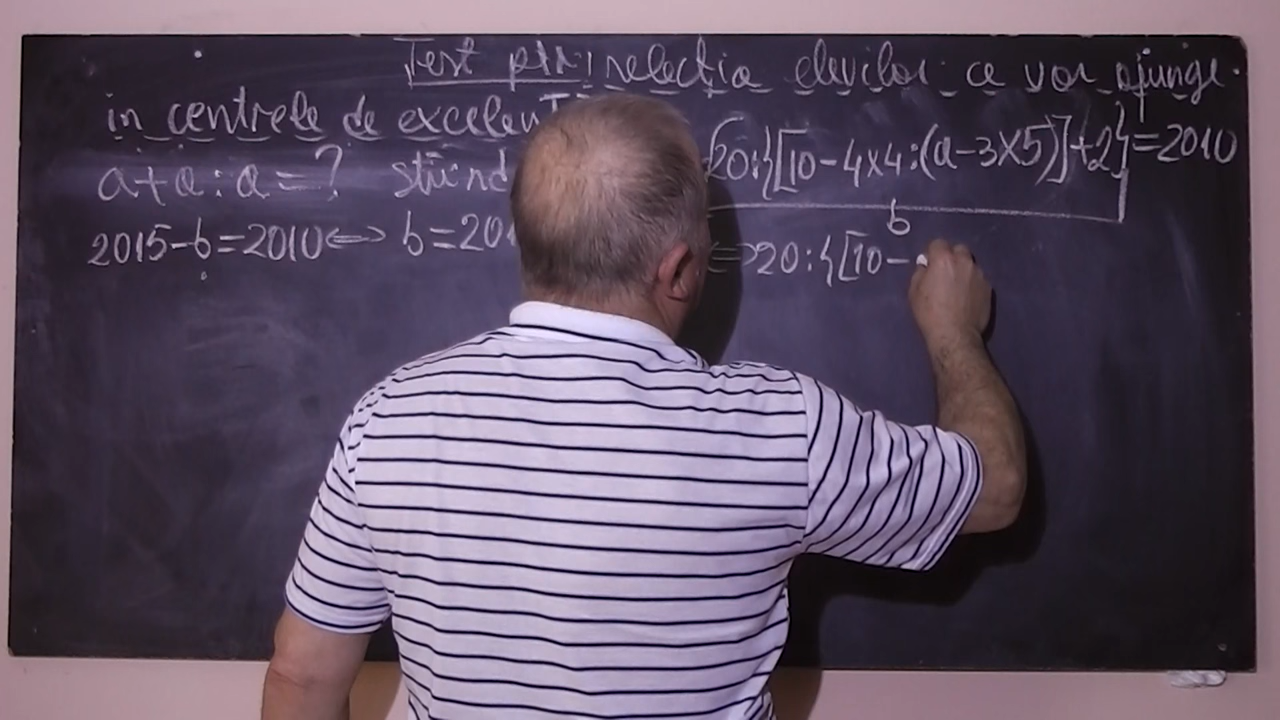 Test ptr. selecția elevilor ce vor ajunge
in centrele de excelen
a+a:a=? știind 20:{[10-4x4:(a-3x5)]+2}=2010
b
2015-b=2010⇔ b=20 ⇔20:{[10-